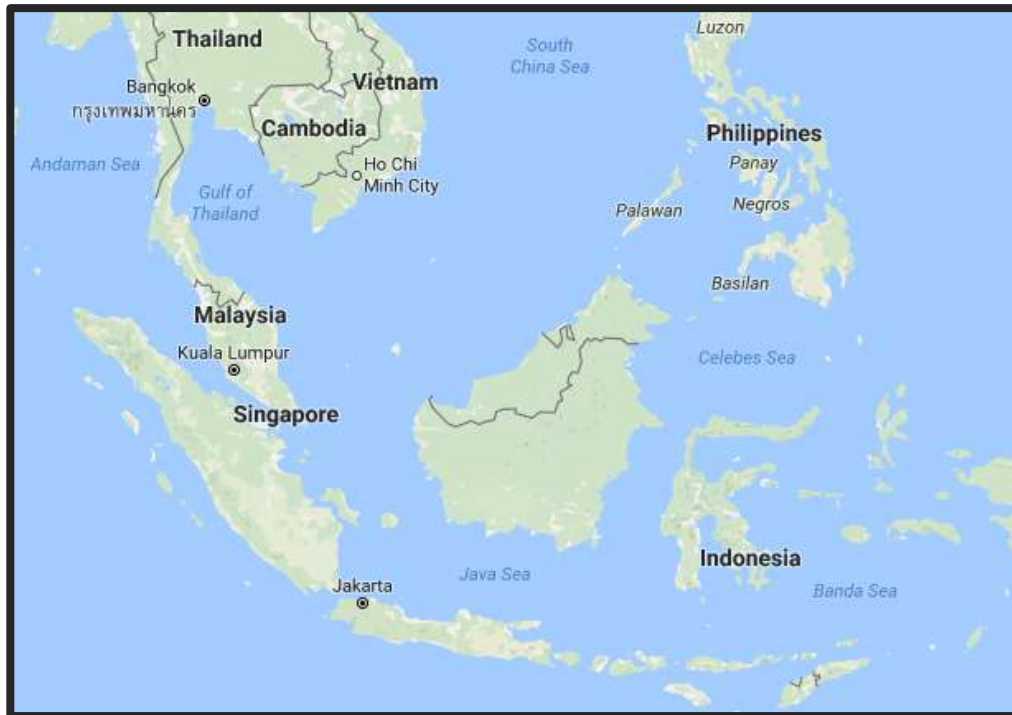 Luzon
Thailand
South
China Sea
Vietnam
Bangkok
กรุงเทพมหานคร
Cambodia
Philippines
Andaman Sea
Ho Chi
Minh City
Panay
Gulf of
Thailand
Palawan
Negros
Basilan
Malaysia
Kuala Lumpur
Celebes Sea
Singapore
Indonesia
Java Sea
Jakarta
Banda Sea